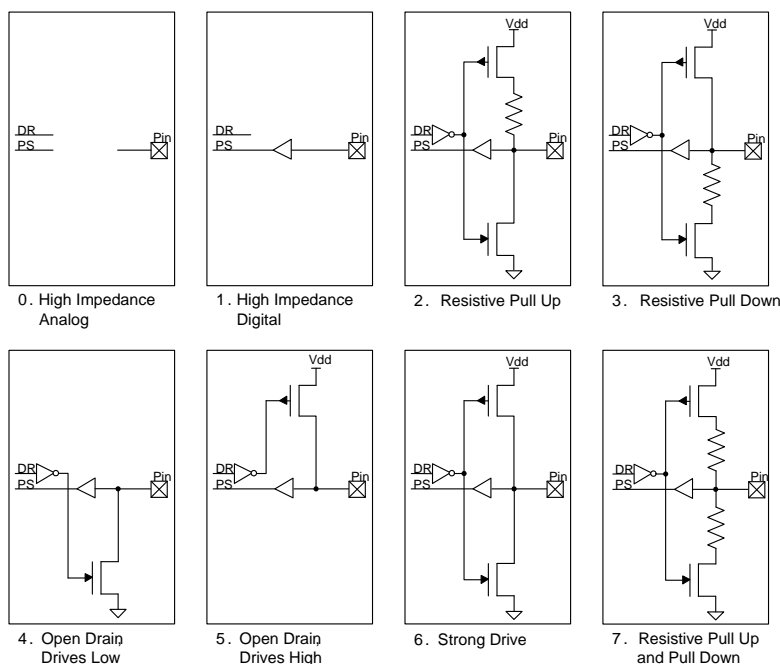 Vdd
Vdd
DR
PS
Pin
DR
PS
Pin
DR
PS
Pin
DR
PS
Pin
0. High Impedance
Analog
1. High Impedance
Digital
2. Resistive Pull Up
3. Resistive Pull Down
Vdd
Vdd
Vdd
DR
PS
Pin
DR
PS
Pin
DR
PS
Pin
DR
PS
Pin
4. Open Drain,
Drives Low
5. Open Drain,
Drives High
6. Strong Drive
7. Resistive Pull Up
and Pull Down